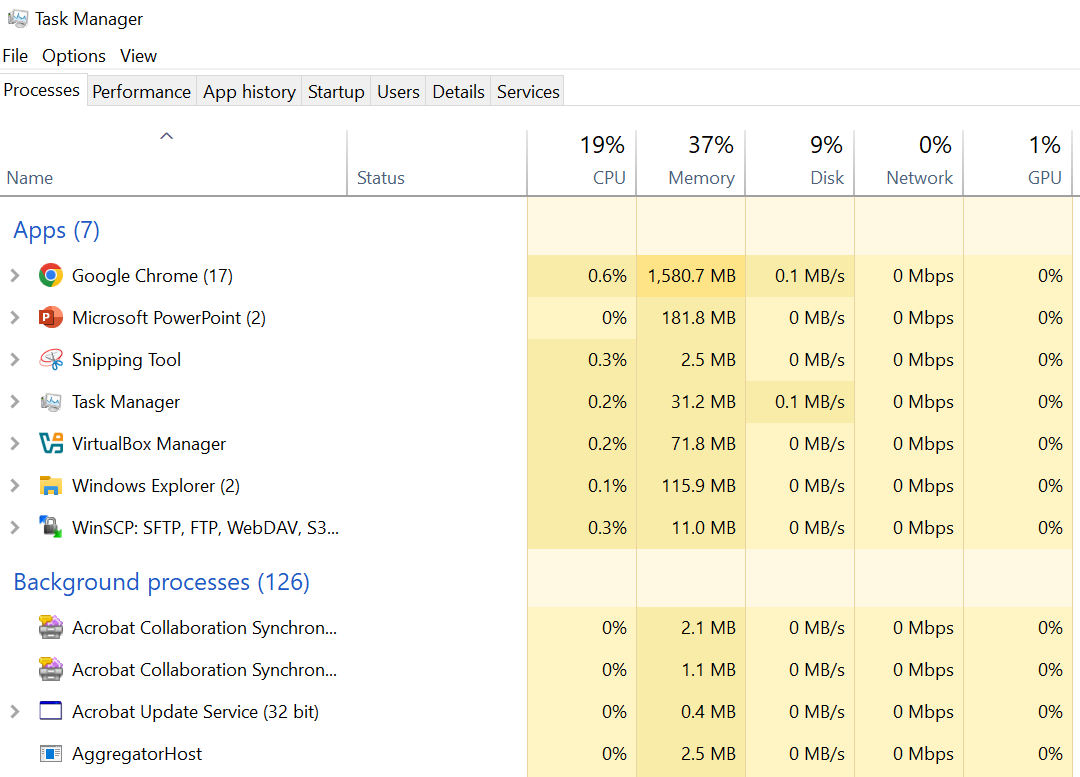 Task Manager
File Options View
Processes Performance App history Startup Users Details Services
19% 37% 9% 0% 1%
Name Status CPU Memory Disk Network GPU
Apps (7)
Google Chrome (17) 0.6% 1,580.7 MB 0.1 MB/s 0 Mbps 0%
Microsoft PowerPoint (2) 0% 181.8 MB 0 MB/s 0 Mbps 0%
Snipping Tool 0.3% 2.5 MB 0 MB/s 0 Mbps 0%
Task Manager 0.2% 31.2 MB 0.1 MB/s 0 Mbps 0%
VirtualBox Manager 0.2% 71.8 MB 0 MB/s 0 Mbps 0%
Windows Explorer (2) 0.1% 115.9 MB 0 MB/s 0 Mbps 0%
WinSCP: SFTP, FTP, WebDAV, S3... 0.3% 11.0 MB 0 MB/s 0 Mbps 0%
Background processes (126)
Acrobat Collaboration Synchron... 0% 2.1 MB 0 MB/s 0 Mbps 0%
Acrobat Collaboration Synchron... 0% 1.1 MB 0 MB/s 0 Mbps 0%
Acrobat Update Service (32 bit) 0% 0.4 MB 0 MB/s 0 Mbps 0%
AggregatorHost 0% 2.5 MB 0 MB/s 0 Mbps 0%